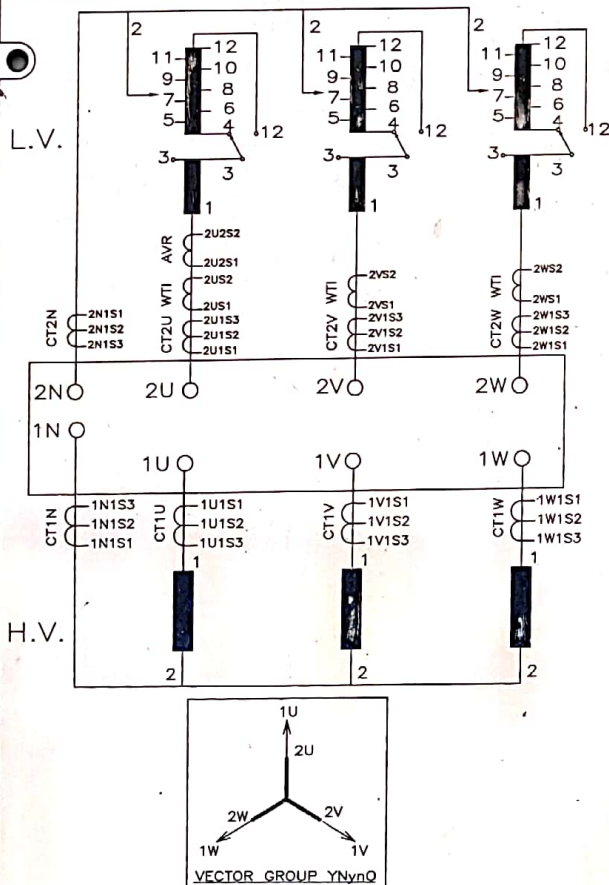 L.V.
2 2 2
12 12 12
11 11 11
10 10 10
9 9 9
8 8 8
7 7 7
6 6 6
5 5 5
4 4 4
12 12 12
3 3 3
3 3 3
1 1 1
AVR 2U2S2
2U2S1
WTI 2US2 WTI 2VS2 WTI 2WS2
2US1 2VS1 2WS1
CT2N 2N1S1 CT2U 2U1S3 CT2V 2V1S3 CT2W 2W1S3
2N1S2 2U1S2 2V1S2 2W1S2
2N1S3 2U1S1 2V1S1 2W1S1
2N 2U 2V 2W
1N 1U 1V 1W
CT1N 1N1S3 CT1U 1U1S1 CT1V 1V1S1 CT1W 1W1S1
1N1S2 1U1S2 1V1S2 1W1S2
1N1S1 1U1S3 1V1S3 1W1S3
1 1 1
H.V.
2 2 2
1U
2U
2W 2V
1W 1V
VECTOR GROUP YNyn0